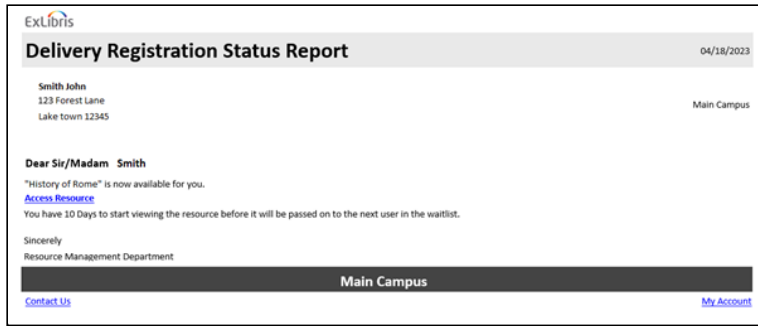 ExLibris
Delivery Registration Status Report
04/18/2023
Smith John
123 Forest Lane
Main Campus
Lake town 12345
Dear Sir/Madam Smith
"History of Rome" is now available for you.
Access Resource
You have 10 Days to start viewing the resource before it will be passed on to the next user in the waitlist.
Sincerely
Resource Management Department
Main Campus
Contact Us
My Account